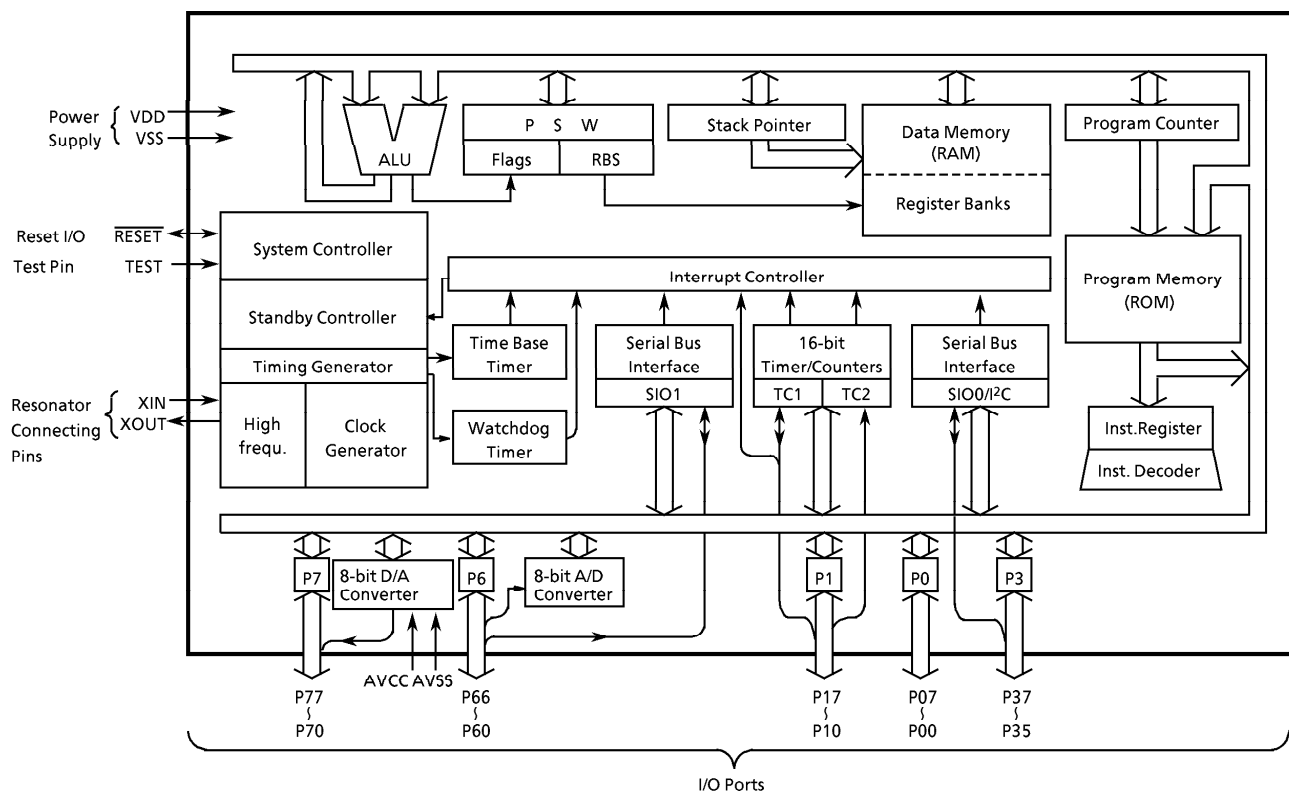 Power
Supply
VDD
VSS
ALU
P S W
Flags
RBS
Stack Pointer
Data Memory
(RAM)
Register Banks
Program Counter
Reset I/O
RESET
Test Pin
TEST
System Controller
Standby Controller
Timing Generator
High
frequ.
Clock
Generator
Interrupt Controller
Program Memory
(ROM)
Time Base
Timer
Watchdog
Timer
Serial Bus
Interface
SIO1
16-bit
Timer/Counters
TC1
TC2
Serial Bus
Interface
SIO0/I²C
Inst.Register
Inst. Decoder
Resonator
Connecting
Pins
XIN
XOUT
P7
8-bit D/A
Converter
P6
8-bit A/D
Converter
P1
P0
P3
AVCC
AVSS
P77
~
P70
P66
~
P60
P17
~
P10
P07
~
P00
P37
~
P35
I/O Ports